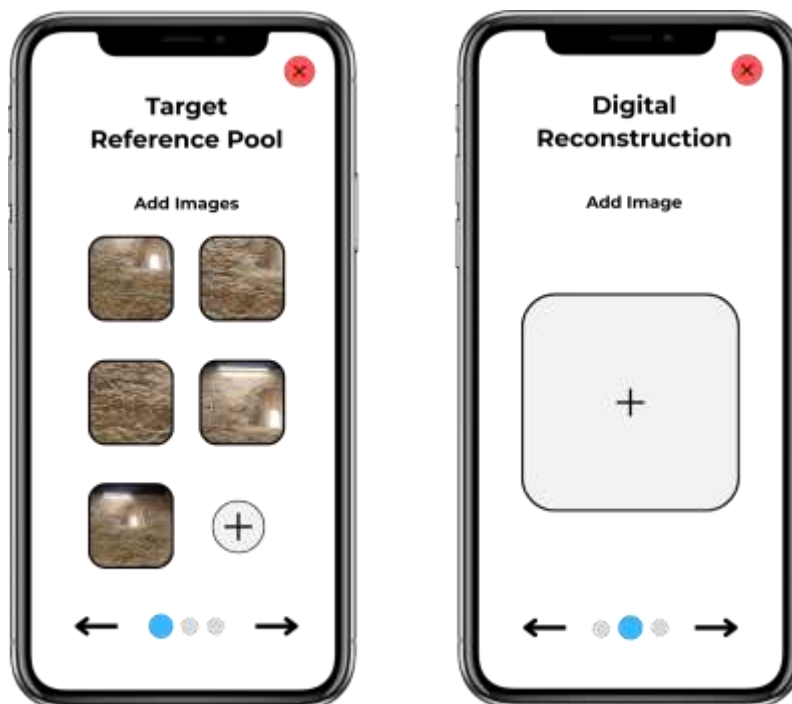 Target
Reference Pool
Add Images
Digital
Reconstruction
Add Image